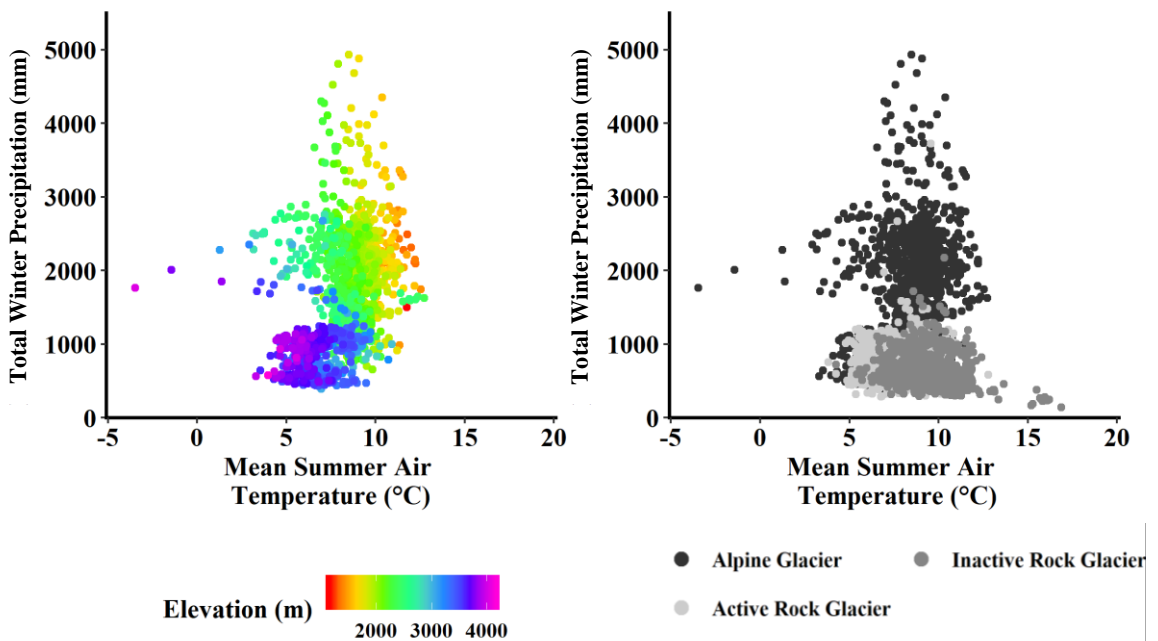 Total Winter Precipitation (mm)
5000
4000
3000
2000
1000
0
-5 0 5 10 15 20
Mean Summer Air
Temperature (°C)
Elevation (m)
2000 3000 4000
Total Winter Precipitation (mm)
5000
4000
3000
2000
1000
0
-5 0 5 10 15 20
Mean Summer Air
Temperature (°C)
Alpine Glacier
Inactive Rock Glacier
Active Rock Glacier